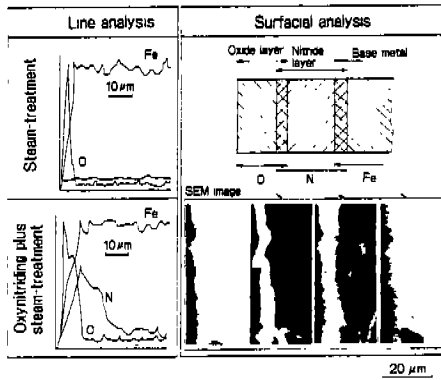 Line analysis
Surfacial analysis
Steam-treatment
Fe
10 μm
O
Oxide layer
Nitride layer
Base metal
O
N
Fe
SEM image
Oxynitriding plus
steam-treatment
Fe
10 μm
N
O
20 μm